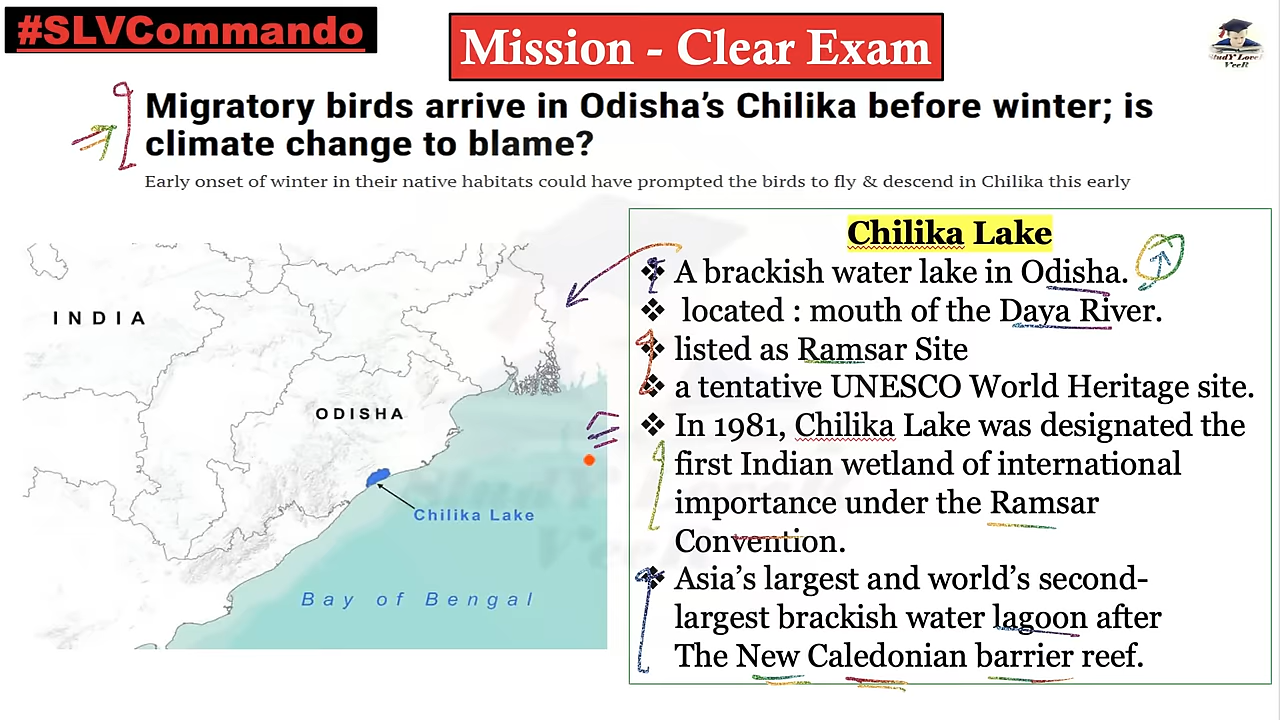 #SLVCommando
Mission - Clear Exam
StudY Lover
VeeR
Migratory birds arrive in Odisha's Chilika before winter; is
climate change to blame?
Early onset of winter in their native habitats could have prompted the birds to fly & descend in Chilika this early
INDIA
ODISHA
Chilika Lake
Bay of Bengal
Chilika Lake
❖ A brackish water lake in Odisha.
❖ located : mouth of the Daya River.
❖ listed as Ramsar Site
❖ a tentative UNESCO World Heritage site.
❖ In 1981, Chilika Lake was designated the
first Indian wetland of international
importance under the Ramsar
Convention.
❖ Asia's largest and world's second-
largest brackish water lagoon after
The New Caledonian barrier reef.